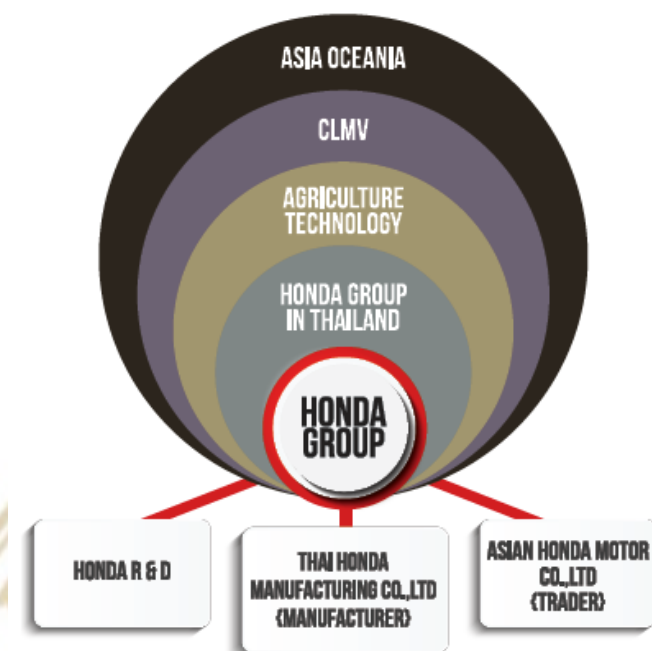 ASIA OCEANIA
CLMV
AGRICULTURE
TECHNOLOGY
HONDA GROUP
IN THAILAND
HONDA
GROUP
HONDA R & D
THAI HONDA
MANUFACTURING CO.,LTD
{MANUFACTURER}
ASIAN HONDA MOTOR
CO.,LTD
{TRADER}